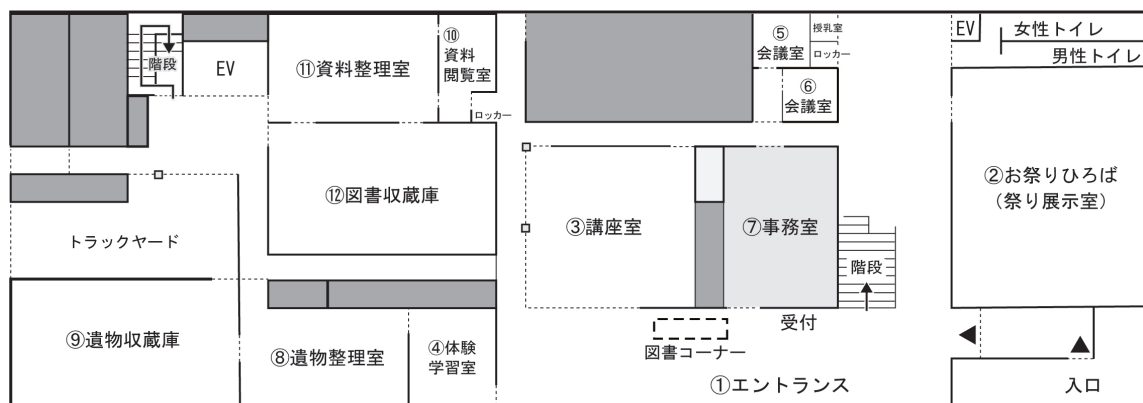 階段
EV
⑪資料整理室
⑩
資料
閲覧室
ロッカー
⑤
会議室
授乳室
ロッカー
⑥
会議室
EV
女性トイレ
男性トイレ
②お祭りひろば
(祭り展示室)
⑫図書収蔵庫
③講座室
⑦事務室
階段
トラックヤード
⑨遺物収蔵庫
⑧遺物整理室
④体験
学習室
図書コーナー
受付
①エントランス
入口